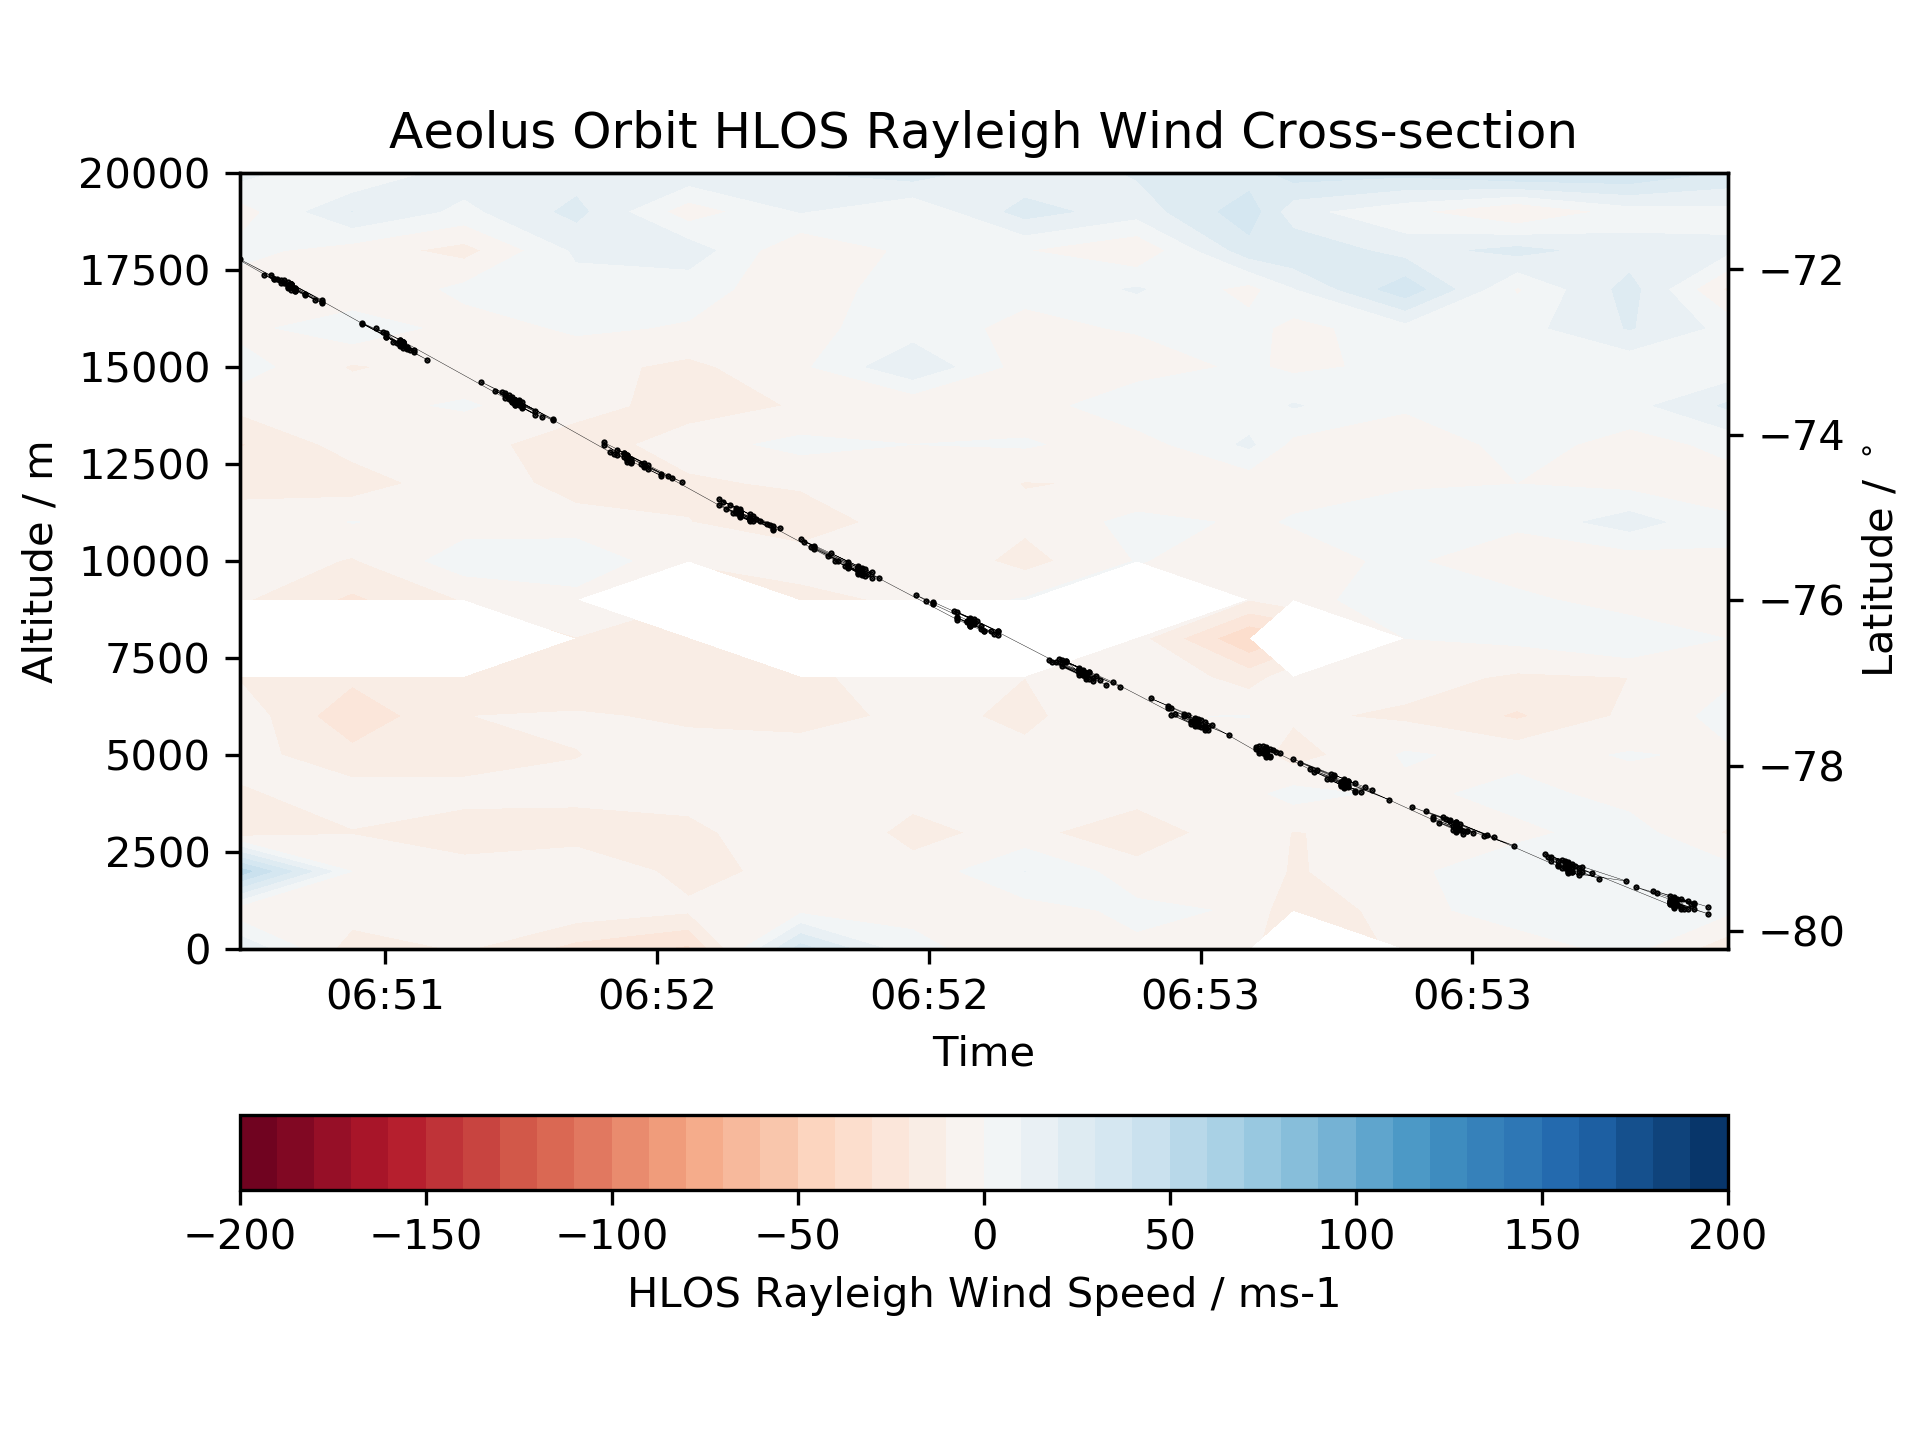 Aeolus Orbit HLOS Rayleigh Wind Cross-section
20000
17500
15000
12500
10000
7500
5000
2500
0
Altitude / m
−72
−74
−76
−78
−80
Latitude / °
06:51 06:52 06:52 06:53 06:53
Time
−200 −150 −100 −50 0 50 100 150 200
HLOS Rayleigh Wind Speed / ms-1